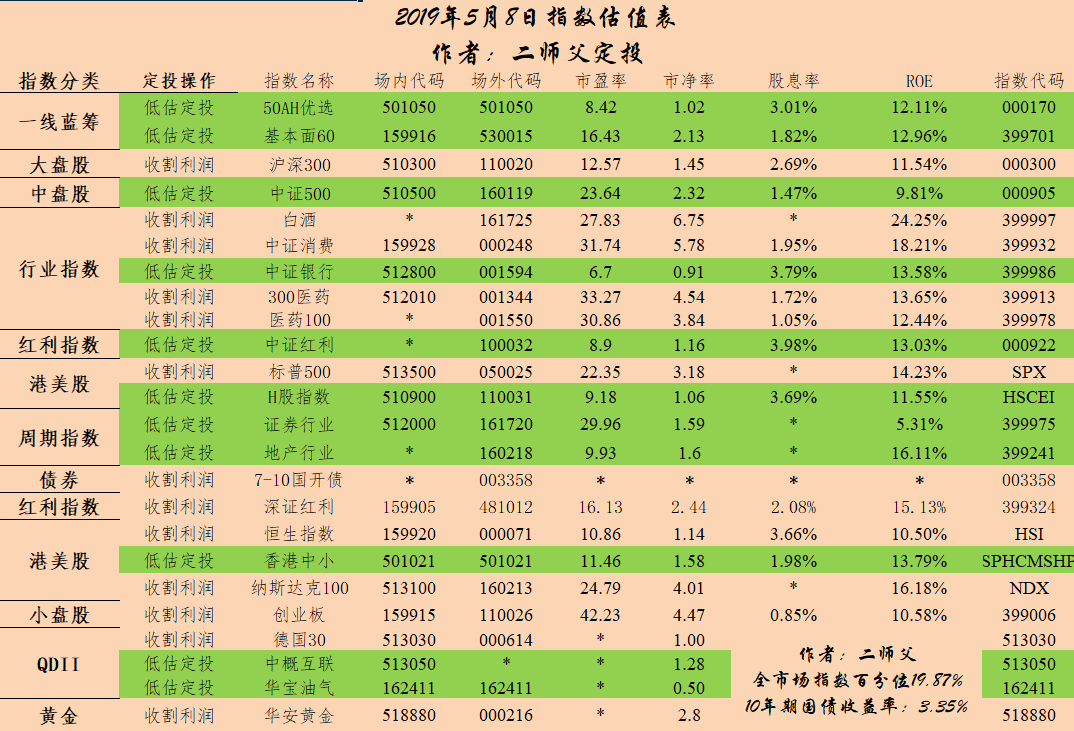 2019年5月8日指数估值表
作者：二师父定投
指数分类 定投操作 指数名称 场内代码 场外代码 市盈率 市净率 股息率 ROE 指数代码
一线蓝筹 低估定投 50AH优选 501050 501050 8.42 1.02 3.01% 12.11% 000170
低估定投 基本面60 159916 530015 16.43 2.13 1.82% 12.96% 399701
大盘股 收割利润 沪深300 510300 110020 12.57 1.45 2.69% 11.54% 000300
中盘股 低估定投 中证500 510500 160119 23.64 2.32 1.47% 9.81% 000905
行业指数 收割利润 白酒 * 161725 27.83 6.75 * 24.25% 399997
收割利润 中证消费 159928 000248 31.74 5.78 1.95% 18.21% 399932
低估定投 中证银行 512800 001594 6.7 0.91 3.79% 13.58% 399986
收割利润 300医药 512010 001344 33.27 4.54 1.72% 13.65% 399913
收割利润 医药100 * 001550 30.86 3.84 1.05% 12.44% 399978
红利指数 低估定投 中证红利 * 100032 8.9 1.16 3.98% 13.03% 000922
港美股 收割利润 标普500 513500 050025 22.35 3.18 * 14.23% SPX
低估定投 H股指数 510900 110031 9.18 1.06 3.69% 11.55% HSCEI
周期指数 低估定投 证券行业 512000 161720 29.96 1.59 * 5.31% 399975
低估定投 地产行业 * 160218 9.93 1.6 * 16.11% 399241
债券 收割利润 7-10国开债 * 003358 * * * * 003358
红利指数 收割利润 深证红利 159905 481012 16.13 2.44 2.08% 15.13% 399324
港美股 收割利润 恒生指数 159920 000071 10.86 1.14 3.66% 10.50% HSI
低估定投 香港中小 501021 501021 11.46 1.58 1.98% 13.79% SPHCMSHP
收割利润 纳斯达克100 513100 160213 24.79 4.01 * 16.18% NDX
小盘股 收割利润 创业板 159915 110026 42.23 4.47 0.85% 10.58% 399006
QDII 收割利润 德国30 513030 000614 * 1.00 513030
低估定投 中概互联 513050 * * 1.28 513050
低估定投 华宝油气 162411 162411 * 0.50 162411
黄金 收割利润 华安黄金 518880 000216 * 2.8 518880
作者：二师父
全市场指数百分位19.87%
10年期国债收益率：3.35%